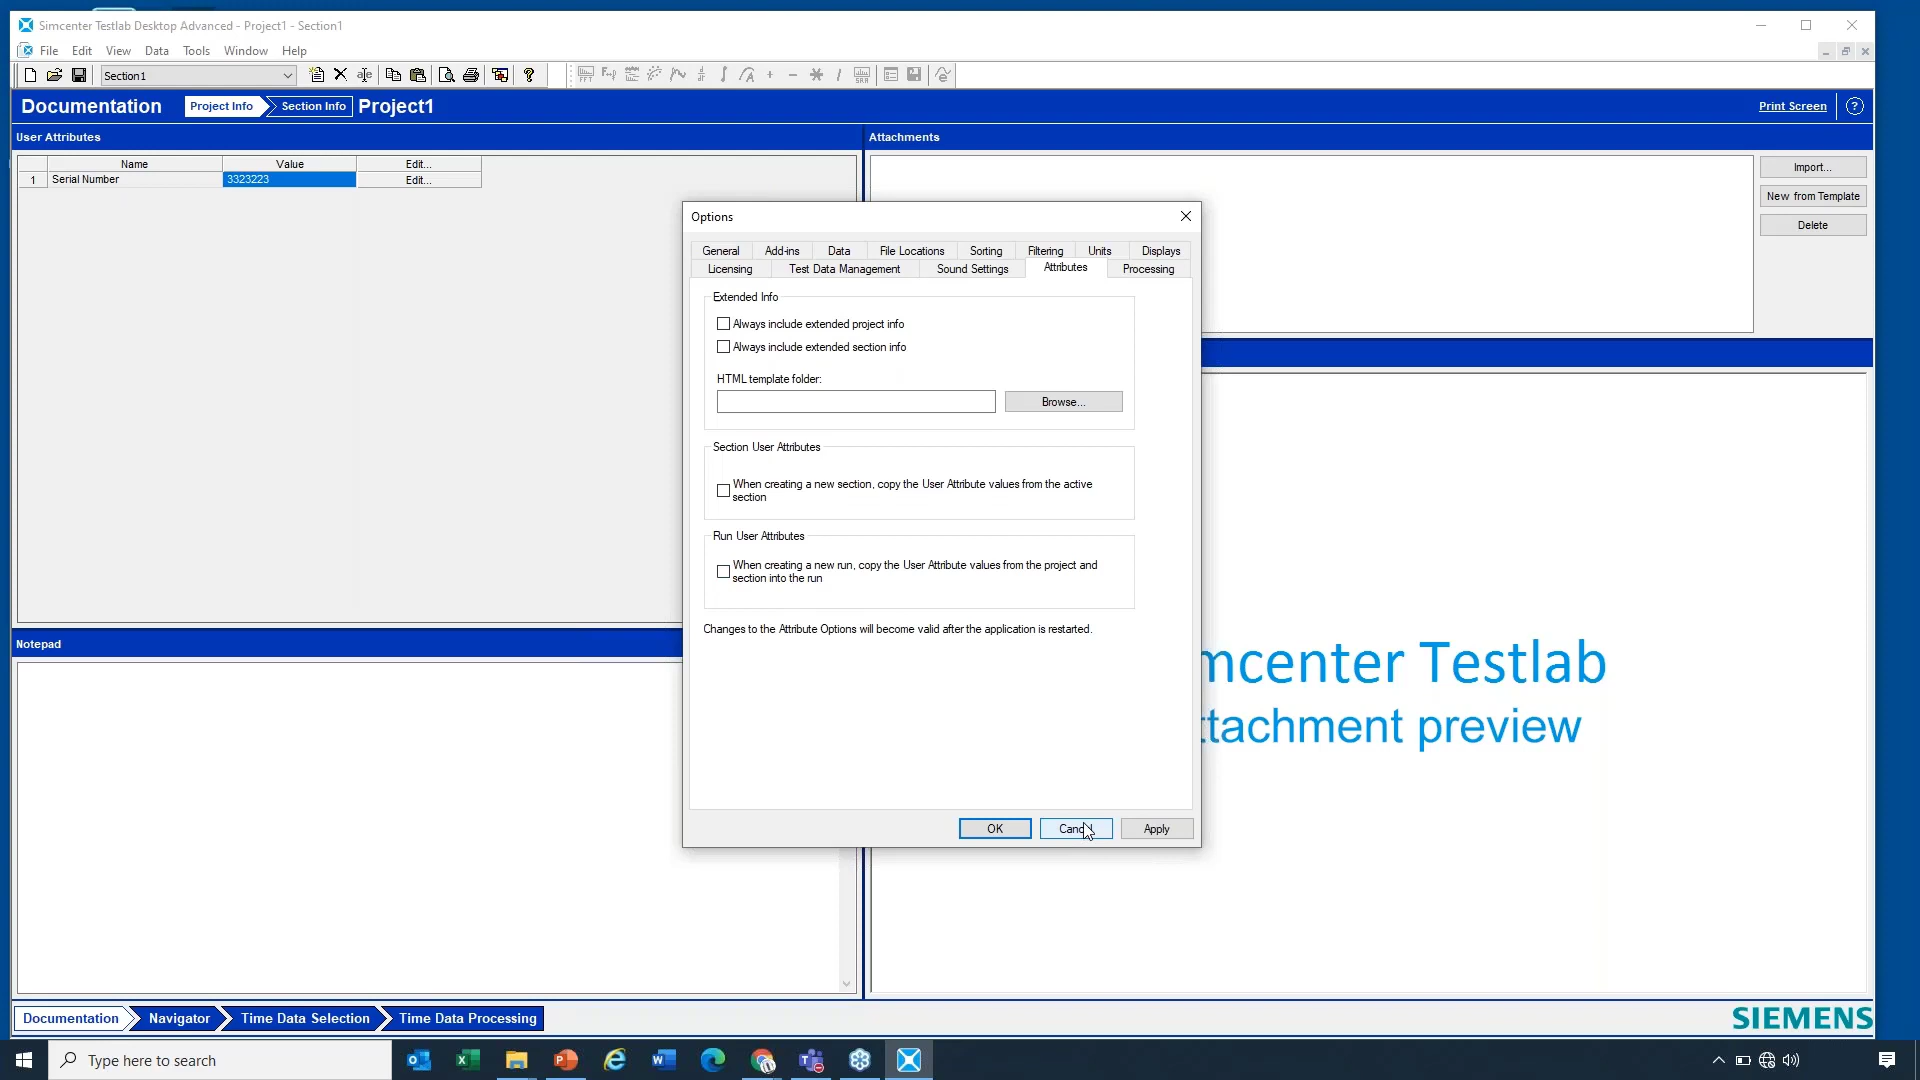 Simcenter Testlab Desktop Advanced - Project1 - Section1
File Edit View Data Tools Window Help
Section1
Documentation Project Info Section Info Project1 Print Screen ?
User Attributes
Attachments
Name Value Edit...
1 Serial Number 3323223 Edit...
Import...
New from Template
Delete
Options
General Add-ins Data File Locations Sorting Filtering Units Displays
Licensing Test Data Management Sound Settings Attributes Processing
Extended Info
Always include extended project info
Always include extended section info
HTML template folder:
Browse...
Section User Attributes
When creating a new section, copy the User Attribute values from the active
section
Run User Attributes
When creating a new run, copy the User Attribute values from the project and
section into the run
Changes to the Attribute Options will become valid after the application is restarted.
OK Cancel Apply
Notepad
mcenter Testlab
ttachment preview
Documentation Navigator Time Data Selection Time Data Processing
SIEMENS
Type here to search